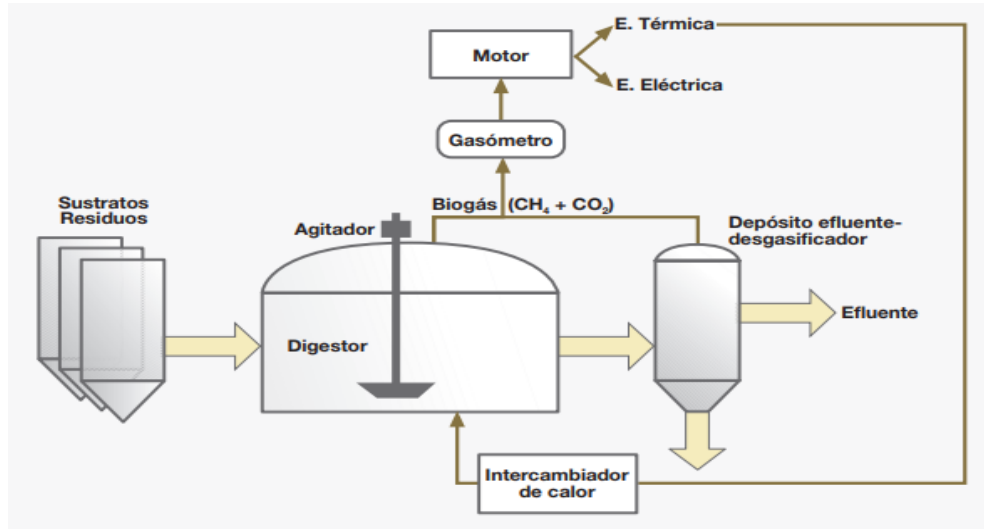 E. Térmica
Motor
E. Eléctrica
Gasómetro
Sustratos
Residuos
Biogás (CH₄ + CO₂)
Agitador
Depósito efluente-
desgasificador
Efluente
Digestor
Intercambiador
de calor